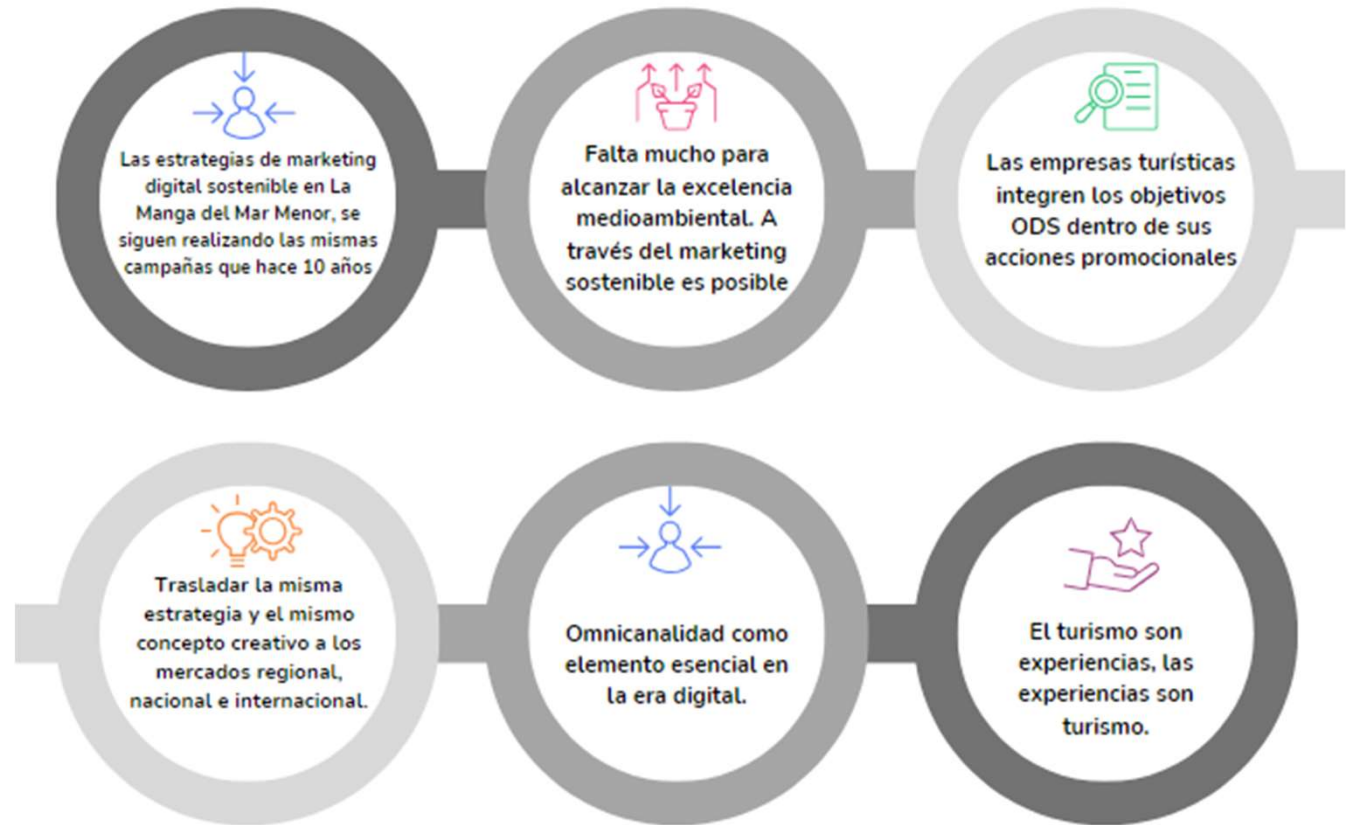 Las estrategias de marketing
digital sostenible en La
Manga del Mar Menor, se
siguen realizando las mismas
campañas que hace 10 años
Falta mucho para
alcanzar la excelencia
medioambiental. A
través del marketing
sostenible es posible
Las empresas turísticas
integren los objetivos
ODS dentro de sus
acciones promocionales
Trasladar la misma
estrategia y el mismo
concepto creativo a los
mercados regional,
nacional e internacional.
Omnicanalidad como
elemento esencial en
la era digital.
El turismo son
experiencias, las
experiencias son
turismo.